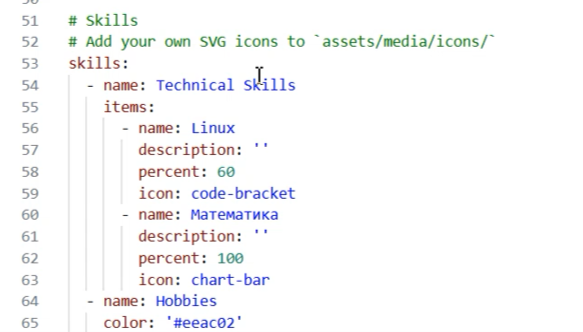 51 # Skills
52 # Add your own SVG icons to `assets/media/icons/`
53 skills:
54   - name: Technical Skills
55     items:
56       - name: Linux
57         description: ''
58         percent: 60
59         icon: code-bracket
60       - name: Математика
61         description: ''
62         percent: 100
63         icon: chart-bar
64   - name: Hobbies
65     color: '#eeac02'